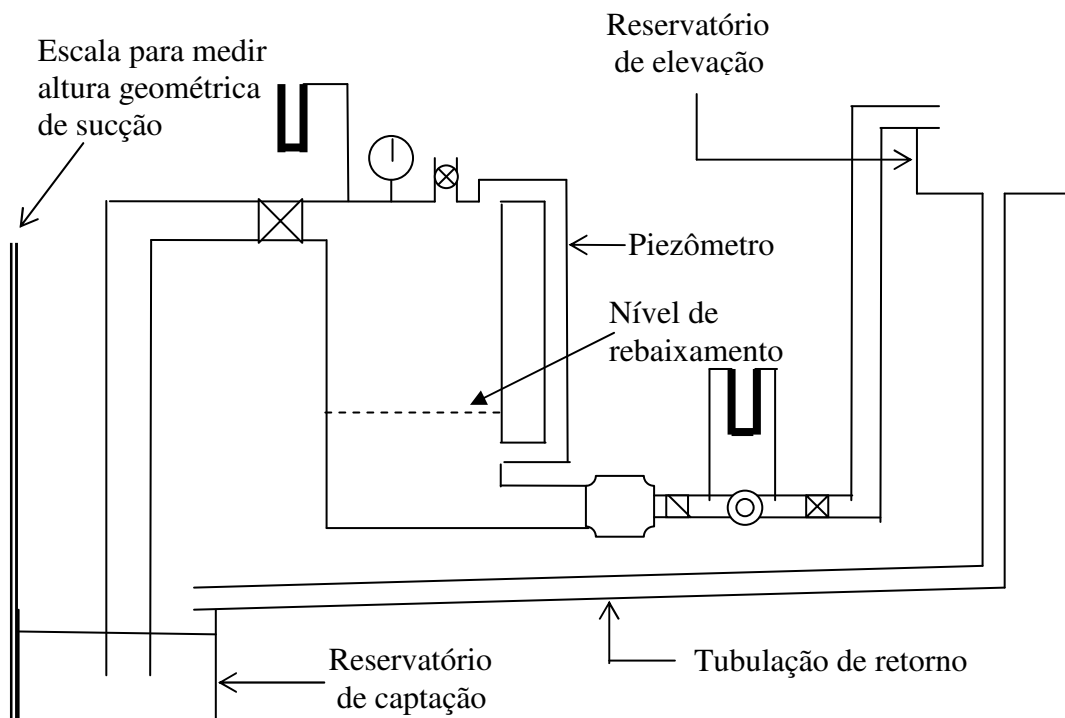 Escala para medir
altura geométrica
de sucção
Reservatório
de elevação
Piezômetro
Nível de
rebaixamento
Reservatório
de captação
Tubulação de retorno